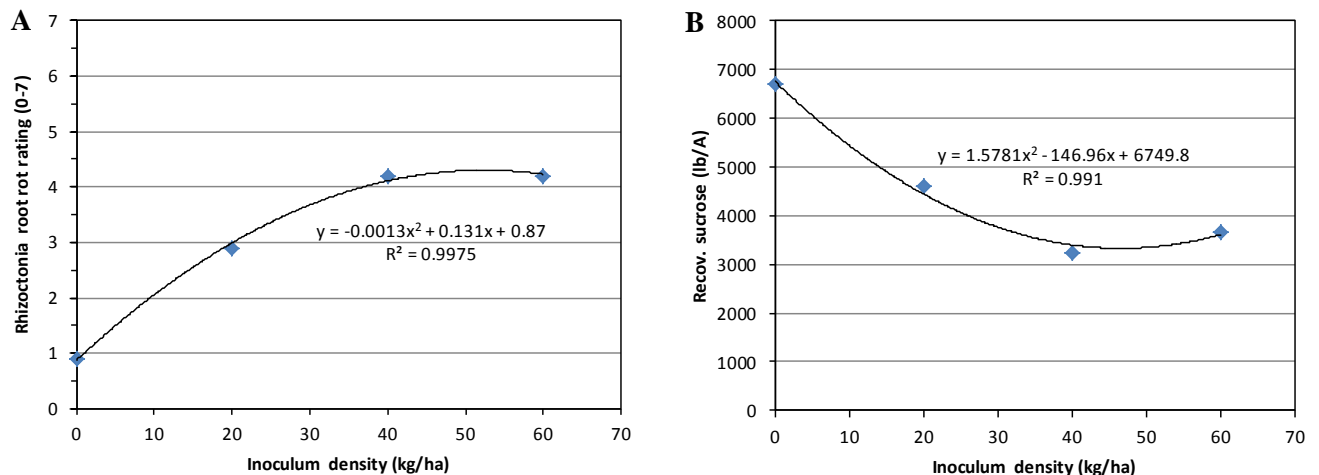 A
Rhizoctonia root rot rating (0-7)
7
6
5
4
3
2
1
0
y = -0.0013x² + 0.131x + 0.87
R² = 0.9975
0 10 20 30 40 50 60 70
Inoculum density (kg/ha)
B
Recov. sucrose (lb/A)
8000
7000
6000
5000
4000
3000
2000
1000
0
y = 1.5781x² - 146.96x + 6749.8
R² = 0.991
0 10 20 30 40 50 60 70
Inoculum density (kg/ha)